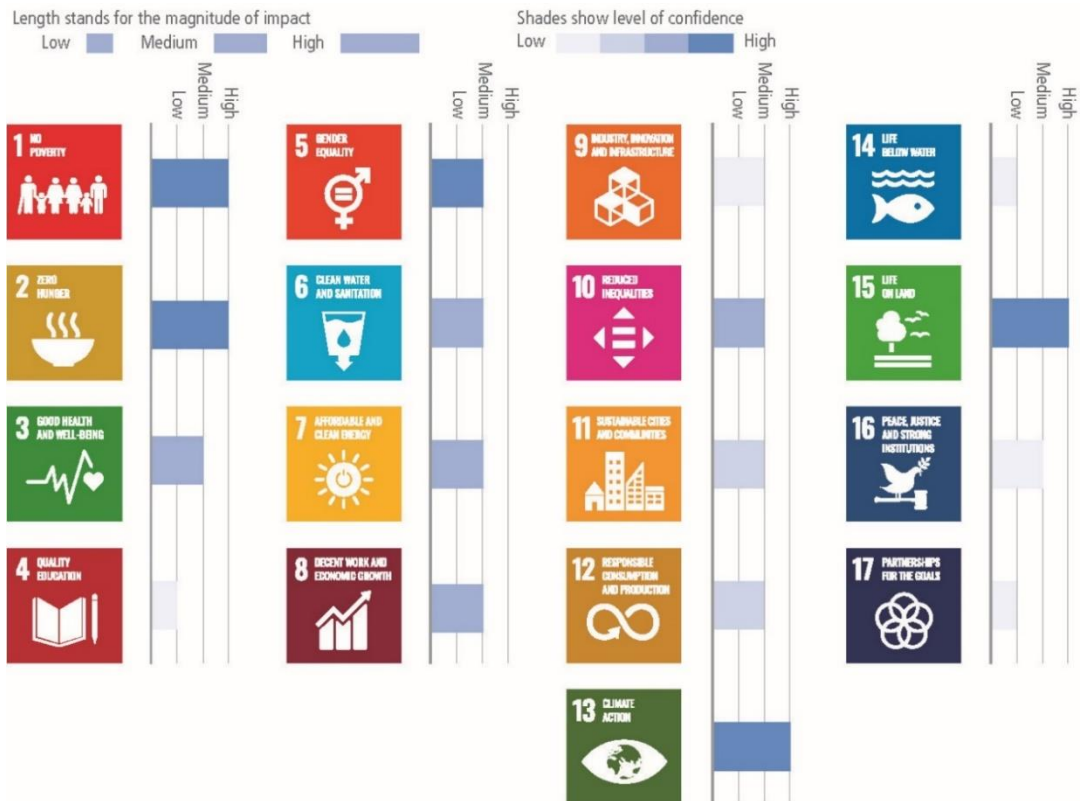 Length stands for the magnitude of impact
Low Medium High
Shades show level of confidence
Low High
Low Medium High
Low Medium High
Low Medium High
Low Medium High
1 NO
POVERTY
2 ZERO
HUNGER
3 GOOD HEALTH
AND WELL-BEING
4 QUALITY
EDUCATION
5 GENDER
EQUALITY
6 CLEAN WATER
AND SANITATION
7 AFFORDABLE AND
CLEAN ENERGY
8 DECENT WORK AND
ECONOMIC GROWTH
9 INDUSTRY, INNOVATION
AND INFRASTRUCTURE
10 REDUCED
INEQUALITIES
11 SUSTAINABLE CITIES
AND COMMUNITIES
12 RESPONSIBLE
CONSUMPTION
AND PRODUCTION
13 CLIMATE
ACTION
14 LIFE
BELOW WATER
15 LIFE
ON LAND
16 PEACE, JUSTICE
AND STRONG
INSTITUTIONS
17 PARTNERSHIPS
FOR THE GOALS